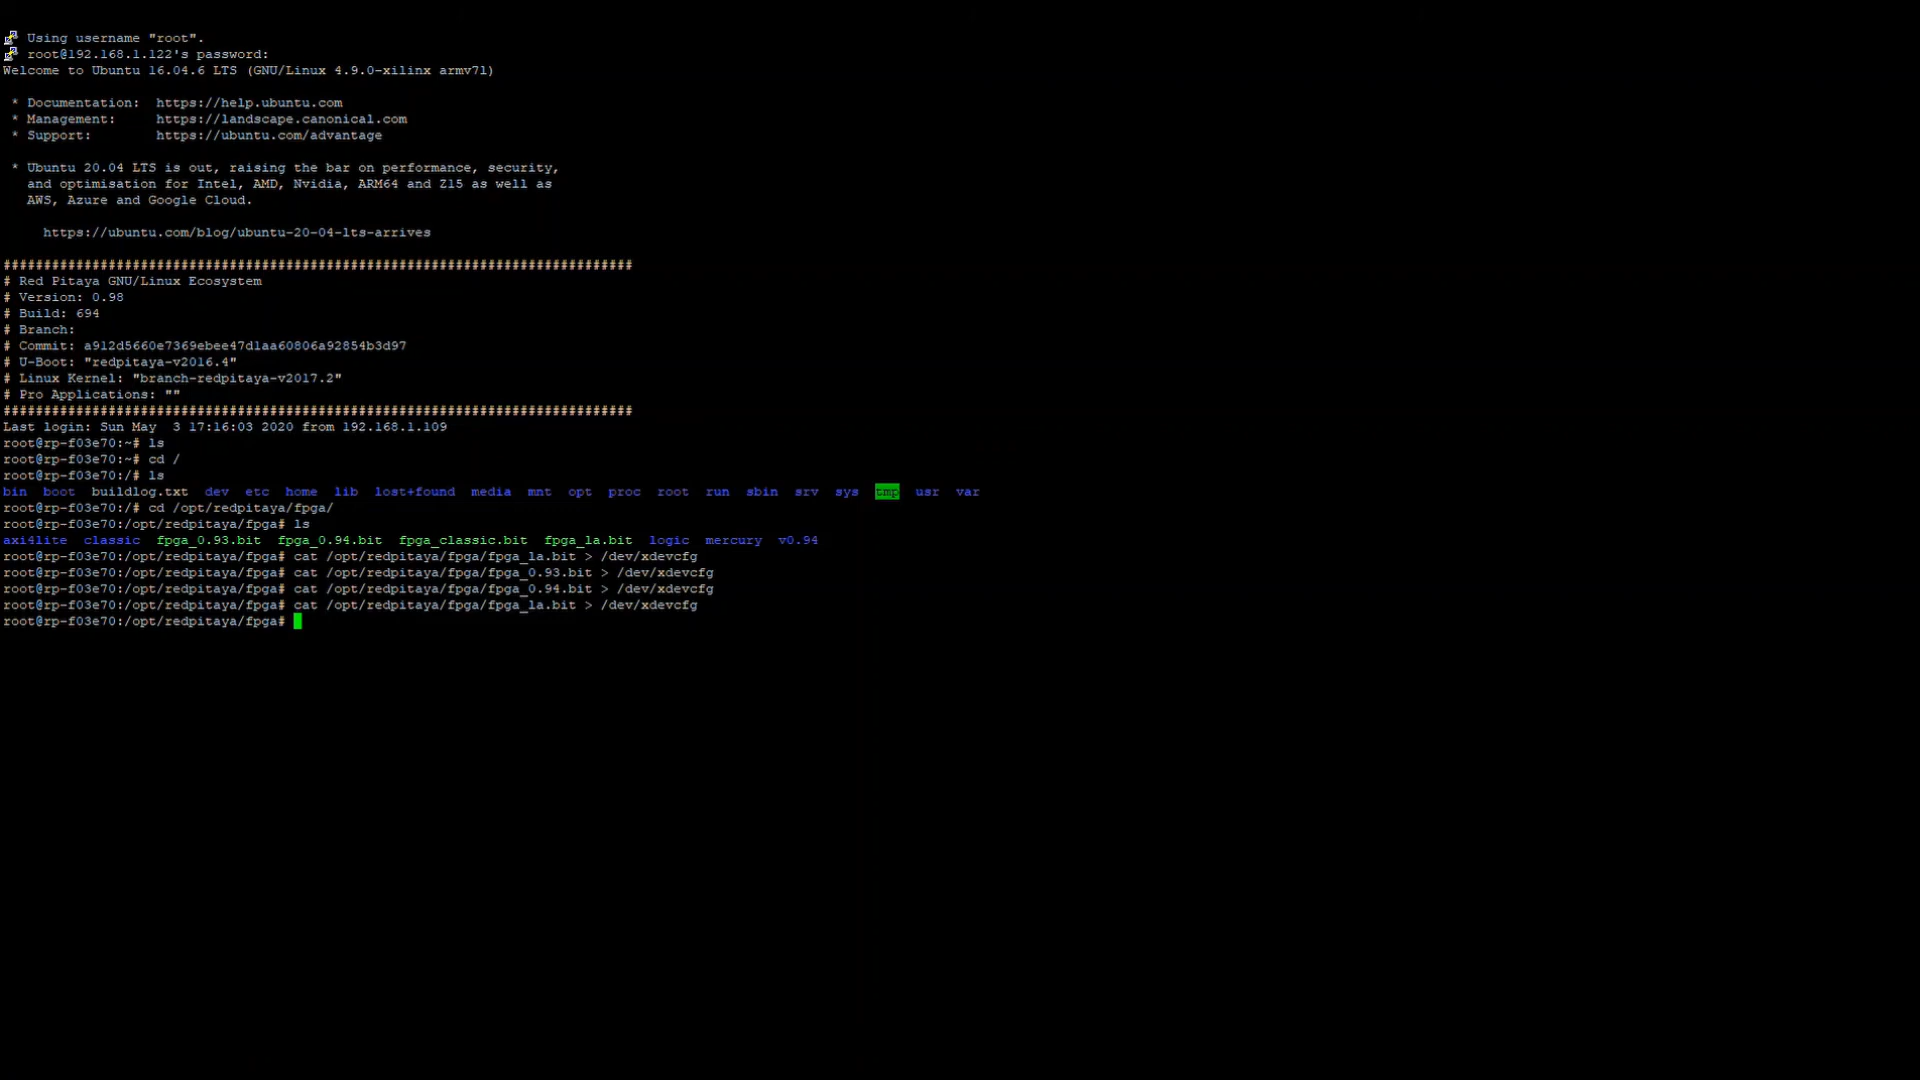 Using username "root".
root@192.168.1.122's password:
Welcome to Ubuntu 16.04.6 LTS (GNU/Linux 4.9.0-xilinx armv7l)
* Documentation:  https://help.ubuntu.com
* Management:     https://landscape.canonical.com
* Support:        https://ubuntu.com/advantage
* Ubuntu 20.04 LTS is out, raising the bar on performance, security,
and optimisation for Intel, AMD, Nvidia, ARM64 and Z15 as well as
AWS, Azure and Google Cloud.
https://ubuntu.com/blog/ubuntu-20-04-lts-arrives
##############################################################################
# Red Pitaya GNU/Linux Ecosystem
# Version: 0.98
# Build: 694
# Branch:
# Commit: a912d5660e7369ebee47d1aa60806a92854b3d97
# U-Boot: "redpitaya-v2016.4"
# Linux Kernel: "branch-redpitaya-v2017.2"
# Pro Applications: ""
##############################################################################
Last login: Sun May  3 17:16:03 2020 from 192.168.1.109
root@rp-f03e70:~# ls
root@rp-f03e70:~# cd /
root@rp-f03e70:/# ls
bin  boot  buildlog.txt  dev  etc  home  lib  lost+found  media  mnt  opt  proc  root  run  sbin  srv  sys  tmp  usr  var
root@rp-f03e70:/# cd /opt/redpitaya/fpga/
root@rp-f03e70:/opt/redpitaya/fpga# ls
axi4lite  classic  fpga_0.93.bit  fpga_0.94.bit  fpga_classic.bit  fpga_la.bit  logic  mercury  v0.94
root@rp-f03e70:/opt/redpitaya/fpga# cat /opt/redpitaya/fpga/fpga_la.bit > /dev/xdevcfg
root@rp-f03e70:/opt/redpitaya/fpga# cat /opt/redpitaya/fpga/fpga_0.93.bit > /dev/xdevcfg
root@rp-f03e70:/opt/redpitaya/fpga# cat /opt/redpitaya/fpga/fpga_0.94.bit > /dev/xdevcfg
root@rp-f03e70:/opt/redpitaya/fpga# cat /opt/redpitaya/fpga/fpga_la.bit > /dev/xdevcfg
root@rp-f03e70:/opt/redpitaya/fpga#